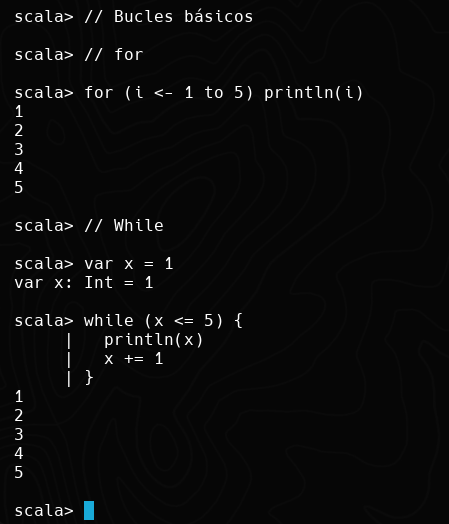 scala> // Bucles básicos
scala> // for
scala> for (i <- 1 to 5) println(i)
1
2
3
4
5
scala> // While
scala> var x = 1
var x: Int = 1
scala> while (x <= 5) {
     |   println(x)
     |   x += 1
     | }
1
2
3
4
5
scala>